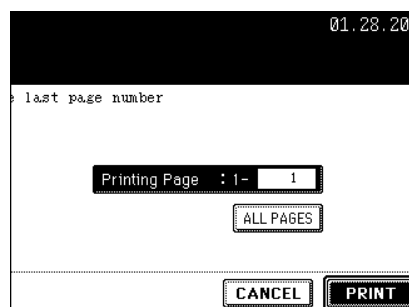 01.28.20
last page number
Printing Page : 1- 1
ALL PAGES
CANCEL PRINT